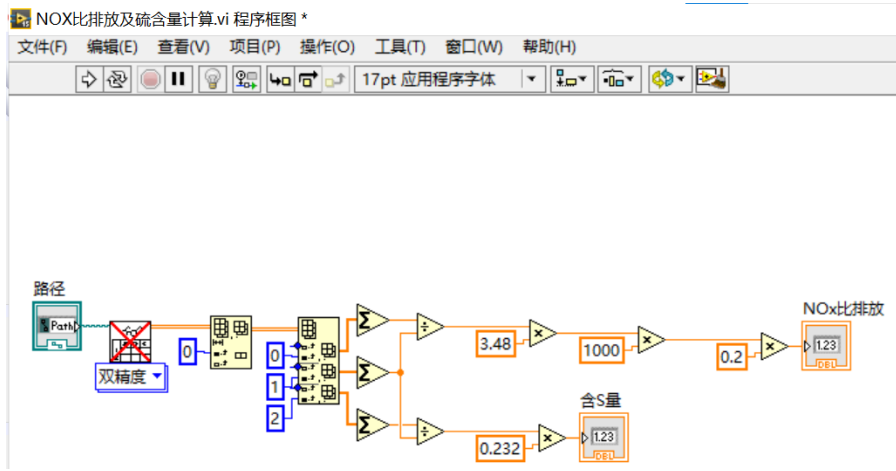 NOX比排放及硫含量计算.vi 程序框图 *
文件(F) 编辑(E) 查看(V) 项目(P) 操作(O) 工具(T) 窗口(W) 帮助(H)
17pt 应用程序字体
路径
Path
双精度
0
0
1
2
Σ
Σ
Σ
÷
÷
3.48
×
1000
×
0.2
×
NOx比排放
1.23
DBL
0.232
×
含S量
1.23
DBL